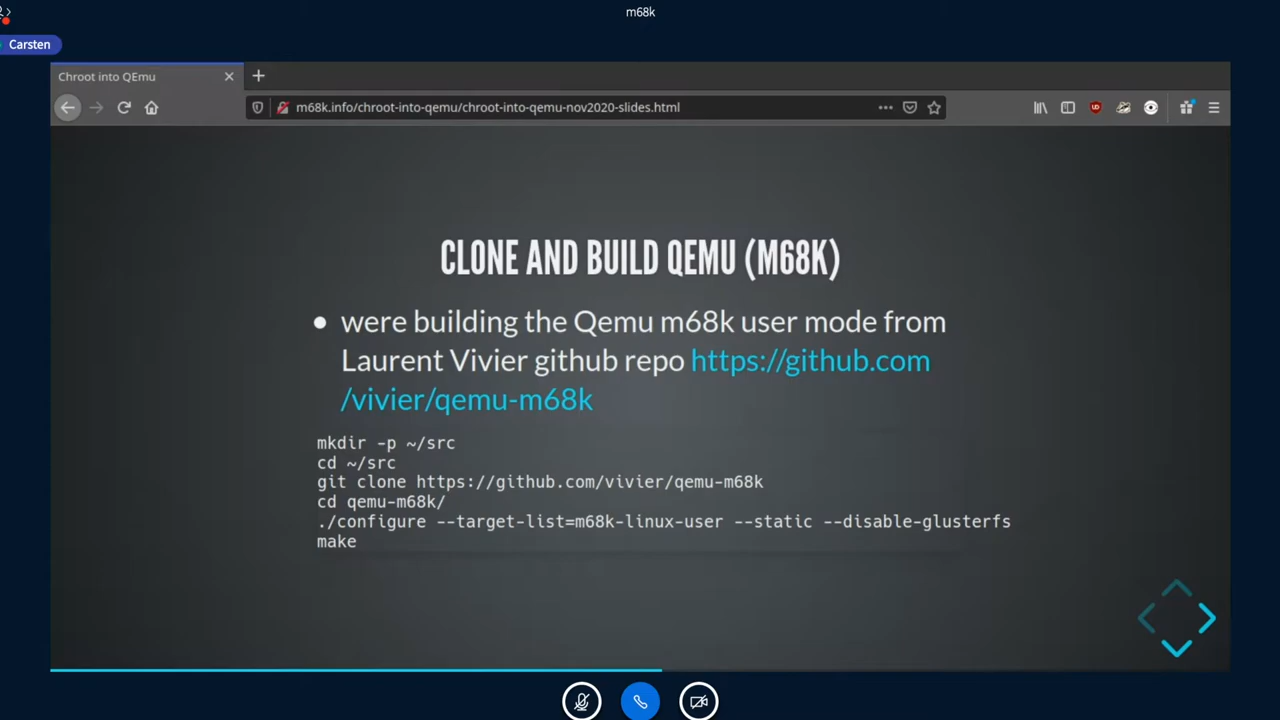 m68k
Carsten
Chroot into QEmu
m68k.info/chroot-into-qemu/chroot-into-qemu-nov2020-slides.html
CLONE AND BUILD QEMU (M68K)
were building the Qemu m68k user mode from
Laurent Vivier github repo https://github.com
/vivier/qemu-m68k
mkdir -p ~/src
cd ~/src
git clone https://github.com/vivier/qemu-m68k
cd qemu-m68k/
./configure --target-list=m68k-linux-user --static --disable-glusterfs
make